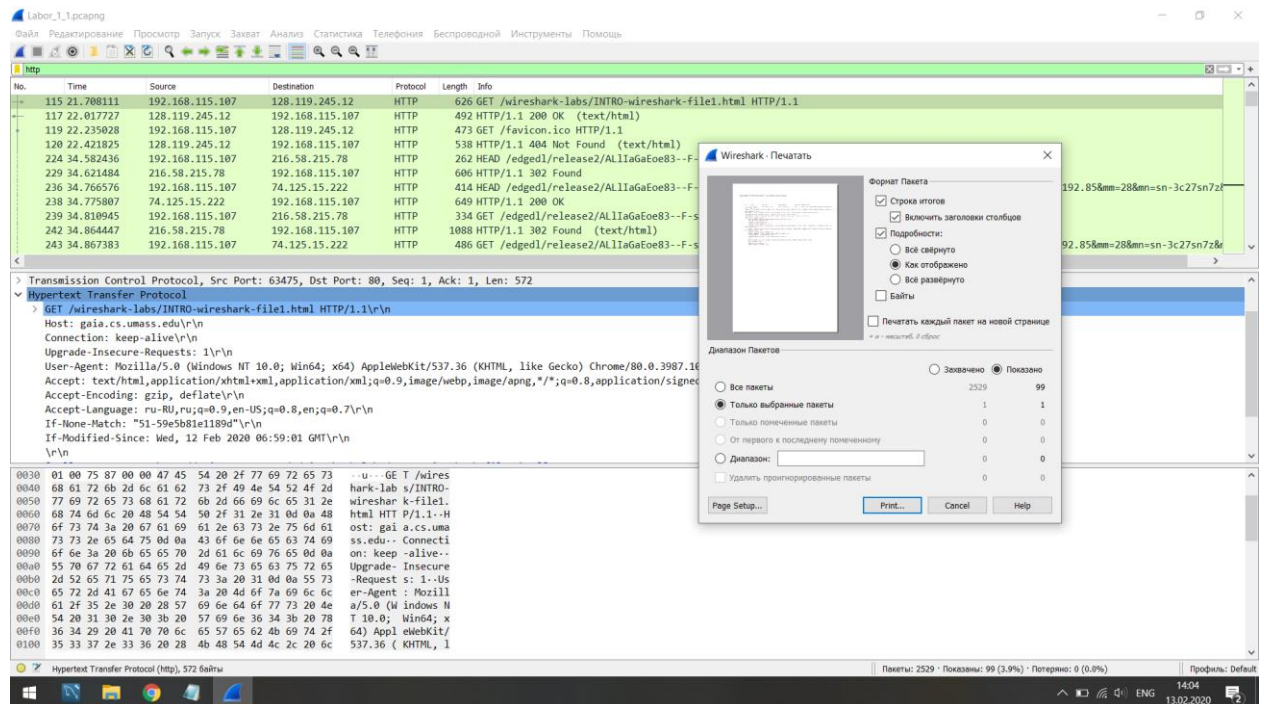 Labor_1_1.pcapng
Файл Редактирование Просмотр Запуск Захват Анализ Статистика Телефония Беспроводной Инструменты Помощь
http
No. Time Source Destination Protocol Length Info
115 21.708111 192.168.115.107 128.119.245.12 HTTP 626 GET /wireshark-labs/INTRO-wireshark-file1.html HTTP/1.1
117 22.017727 128.119.245.12 192.168.115.107 HTTP 492 HTTP/1.1 200 OK (text/html)
119 22.235028 192.168.115.107 128.119.245.12 HTTP 473 GET /favicon.ico HTTP/1.1
120 22.421825 128.119.245.12 192.168.115.107 HTTP 538 HTTP/1.1 404 Not Found (text/html)
224 34.582436 192.168.115.107 216.58.215.78 HTTP 262 HEAD /edgedl/release2/ALlIaGaEoe83--F-
229 34.621484 216.58.215.78 192.168.115.107 HTTP 606 HTTP/1.1 302 Found
236 34.766576 192.168.115.107 74.125.15.222 HTTP 414 HEAD /edgedl/release2/ALlIaGaEoe83--F- 192.85&mm=28&mn=sn-3c27sn7z
238 34.775807 74.125.15.222 192.168.115.107 HTTP 649 HTTP/1.1 200 OK
239 34.810945 192.168.115.107 216.58.215.78 HTTP 334 GET /edgedl/release2/ALlIaGaEoe83--F-s
242 34.864447 216.58.215.78 192.168.115.107 HTTP 1088 HTTP/1.1 302 Found (text/html)
243 34.867383 192.168.115.107 74.125.15.222 HTTP 486 GET /edgedl/release2/ALlIaGaEoe83--F-s 92.85&mm=28&mn=sn-3c27sn7z&
Transmission Control Protocol, Src Port: 63475, Dst Port: 80, Seq: 1, Ack: 1, Len: 572
Hypertext Transfer Protocol
GET /wireshark-labs/INTRO-wireshark-file1.html HTTP/1.1\r\n
Host: gaia.cs.umass.edu\r\n
Connection: keep-alive\r\n
Upgrade-Insecure-Requests: 1\r\n
User-Agent: Mozilla/5.0 (Windows NT 10.0; Win64; x64) AppleWebKit/537.36 (KHTML, like Gecko) Chrome/80.0.3987.10
Accept: text/html,application/xhtml+xml,application/xml;q=0.9,image/webp,image/apng,*/*;q=0.8,application/signed
Accept-Encoding: gzip, deflate\r\n
Accept-Language: ru-RU,ru;q=0.9,en-US;q=0.8,en;q=0.7\r\n
If-None-Match: "51-59e5b81e1189d"\r\n
If-Modified-Since: Wed, 12 Feb 2020 06:59:01 GMT\r\n
\r\n
0030 01 00 75 87 00 00 47 45 54 20 2f 77 69 72 65 73 ··u···GE T /wires
0040 68 61 72 6b 2d 6c 61 62 73 2f 49 4e 54 52 4f 2d hark-lab s/INTRO-
0050 77 69 72 65 73 68 61 72 6b 2d 66 69 6c 65 31 2e wireshar k-file1.
0060 68 74 6d 6c 20 48 54 54 50 2f 31 2e 31 0d 0a 48 html HTT P/1.1··H
0070 6f 73 74 3a 20 67 61 69 61 2e 63 73 2e 75 6d 61 ost: gai a.cs.uma
0080 73 73 2e 65 64 75 0d 0a 43 6f 6e 6e 65 63 74 69 ss.edu·· Connecti
0090 6f 6e 3a 20 6b 65 65 70 2d 61 6c 69 76 65 0d 0a on: keep -alive··
00a0 55 70 67 72 61 64 65 2d 49 6e 73 65 63 75 72 65 Upgrade- Insecure
00b0 2d 52 65 71 75 65 73 74 73 3a 20 31 0d 0a 55 73 -Request s: 1··Us
00c0 65 72 2d 41 67 65 6e 74 3a 20 4d 6f 7a 69 6c 6c er-Agent : Mozill
00d0 61 2f 35 2e 30 20 28 57 69 6e 64 6f 77 73 20 4e a/5.0 (W indows N
00e0 54 20 31 30 2e 30 3b 20 57 69 6e 36 34 3b 20 78 T 10.0; Win64; x
00f0 36 34 29 20 41 70 70 6c 65 57 65 62 4b 69 74 2f 64) Appl eWebKit/
0100 35 33 37 2e 33 36 20 28 4b 48 54 4d 4c 2c 20 6c 537.36 ( KHTML, l
Wireshark · Печатать
Формат Пакета
Строка итогов
Включить заголовки столбцов
Подробности:
Всё свёрнуто
Как отображено
Всё развёрнуто
Байты
Печатать каждый пакет на новой странице
+ и - масштаб, 0 сброс
Диапазон Пакетов
Захвачено Показано
Все пакеты 2529 99
Только выбранные пакеты 1 1
Только помеченные пакеты 0 0
От первого к последнему помеченному 0 0
Диапазон: 0 0
Удалить проигнорированные пакеты 0 0
Page Setup... Print... Cancel Help
Hypertext Transfer Protocol (http), 572 байты
Пакеты: 2529 · Показаны: 99 (3.9%) · Потеряно: 0 (0.0%)
Профиль: Default
ENG
14:04
13.02.2020
2